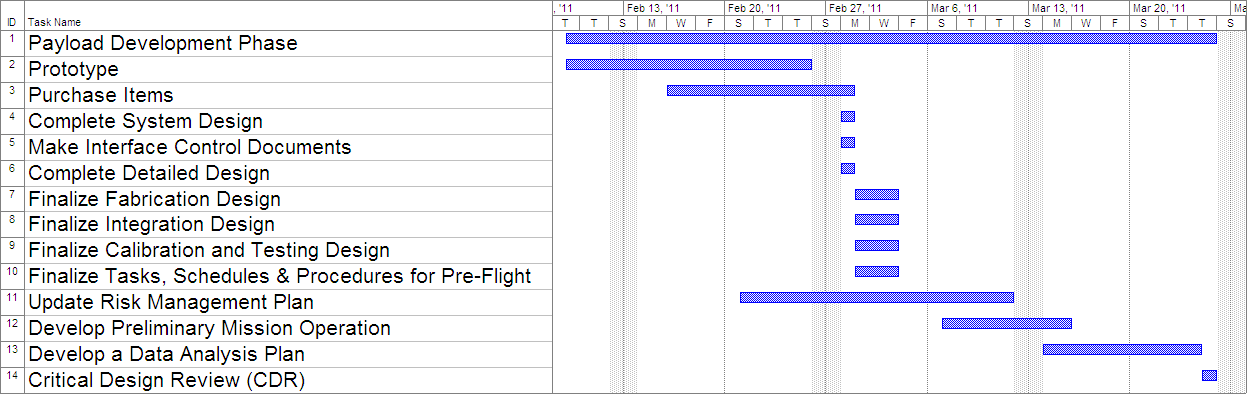 , '11 Feb 13, '11 Feb 20, '11 Feb 27, '11 Mar 6, '11 Mar 13, '11 Mar 20, '11 Ma
ID Task Name T T S M W F S T T S M W F S T T S M W F S T T S
1 Payload Development Phase
2 Prototype
3 Purchase Items
4 Complete System Design
5 Make Interface Control Documents
6 Complete Detailed Design
7 Finalize Fabrication Design
8 Finalize Integration Design
9 Finalize Calibration and Testing Design
10 Finalize Tasks, Schedules & Procedures for Pre-Flight
11 Update Risk Management Plan
12 Develop Preliminary Mission Operation
13 Develop a Data Analysis Plan
14 Critical Design Review (CDR)